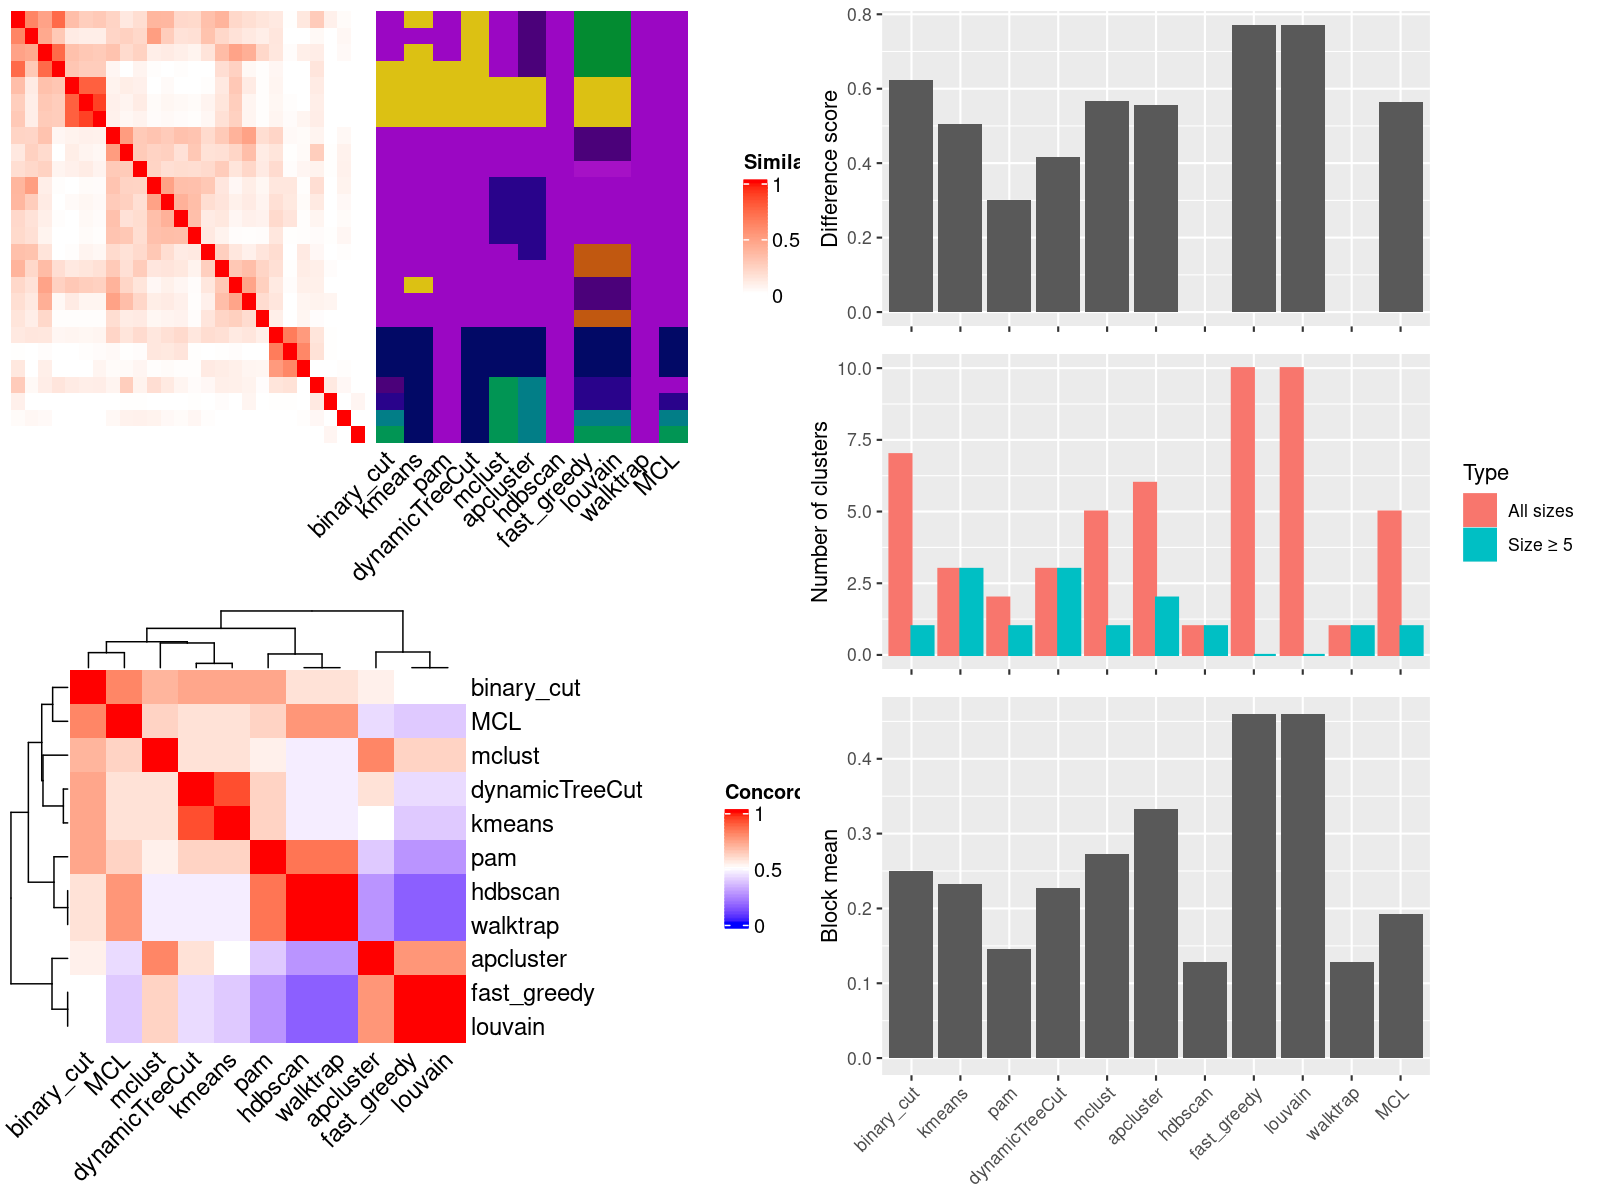 Simila
1
0.5
0
binary_cut
kmeans
pam
dynamicTreeCut
mclust
apcluster
hdbscan
fast_greedy
louvain
walktrap
MCL
Difference score
0.8
0.6
0.4
0.2
0.0
Number of clusters
10.0
7.5
5.0
2.5
0.0
Type
All sizes
Size ≥ 5
Block mean
0.4
0.3
0.2
0.1
0.0
binary_cut
kmeans
pam
dynamicTreeCut
mclust
apcluster
hdbscan
fast_greedy
louvain
walktrap
MCL
binary_cut
MCL
mclust
dynamicTreeCut
kmeans
pam
hdbscan
walktrap
apcluster
fast_greedy
louvain
binary_cut
MCL
mclust
dynamicTreeCut
kmeans
pam
hdbscan
walktrap
apcluster
fast_greedy
louvain
Concord
1
0.5
0